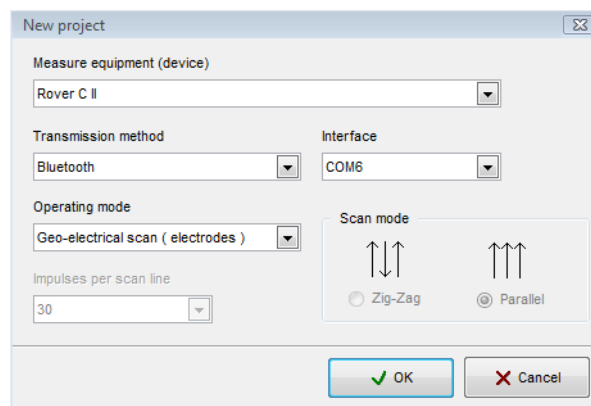 New project
Measure equipment (device)
Rover C II
Transmission method
Interface
Bluetooth
COM6
Operating mode
Geo-electrical scan ( electrodes )
Scan mode
Impulses per scan line
30
Zig-Zag
Parallel
OK
Cancel